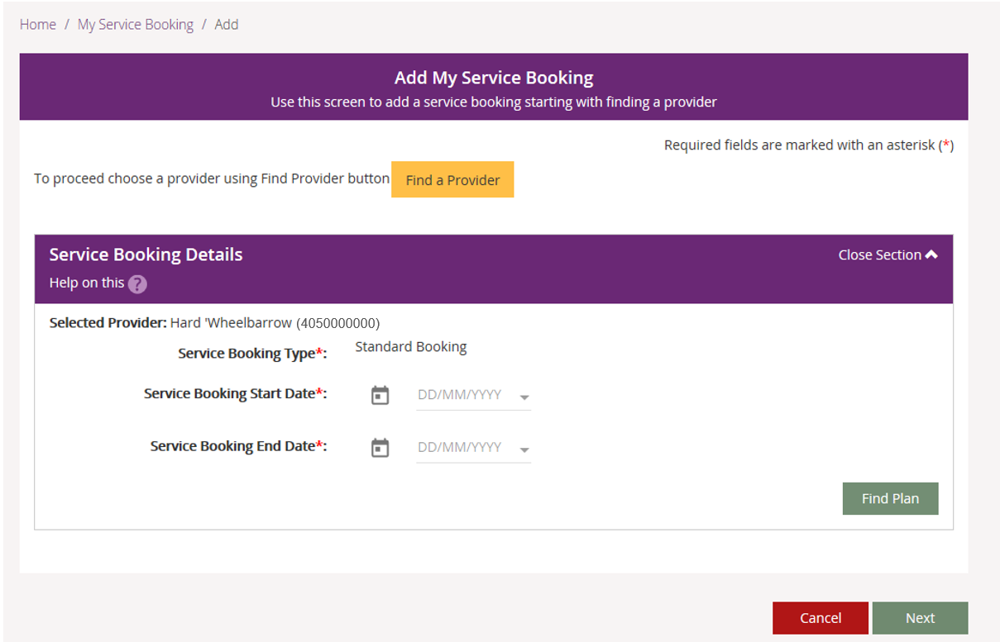 Home / My Service Booking / Add
Add My Service Booking
Use this screen to add a service booking starting with finding a provider
Required fields are marked with an asterisk (*)
To proceed choose a provider using Find Provider button Find a Provider
Service Booking Details Close Section
Help on this ?
Selected Provider: Hard 'Wheelbarrow (4050000000)
Service Booking Type*: Standard Booking
Service Booking Start Date*: DD/MM/YYYY
Service Booking End Date*: DD/MM/YYYY
Find Plan
Cancel Next